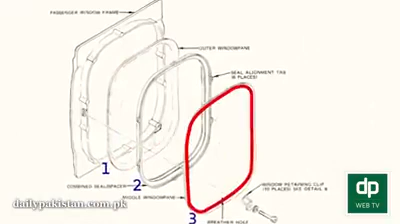 PASSENGER WINDOW FRAME
OUTER WINDOWPANE
SEAL ALIGNMENT TAB
(6 PLACES)
1
2
COMBINED SEAL/SPACER
MIDDLE WINDOWPANE
3
WINDOW RETAINING CLIP
(10 PLACES) SEE DETAIL B
BREATHER HOLE
dailypakistan.com.pk
dp
WEB TV